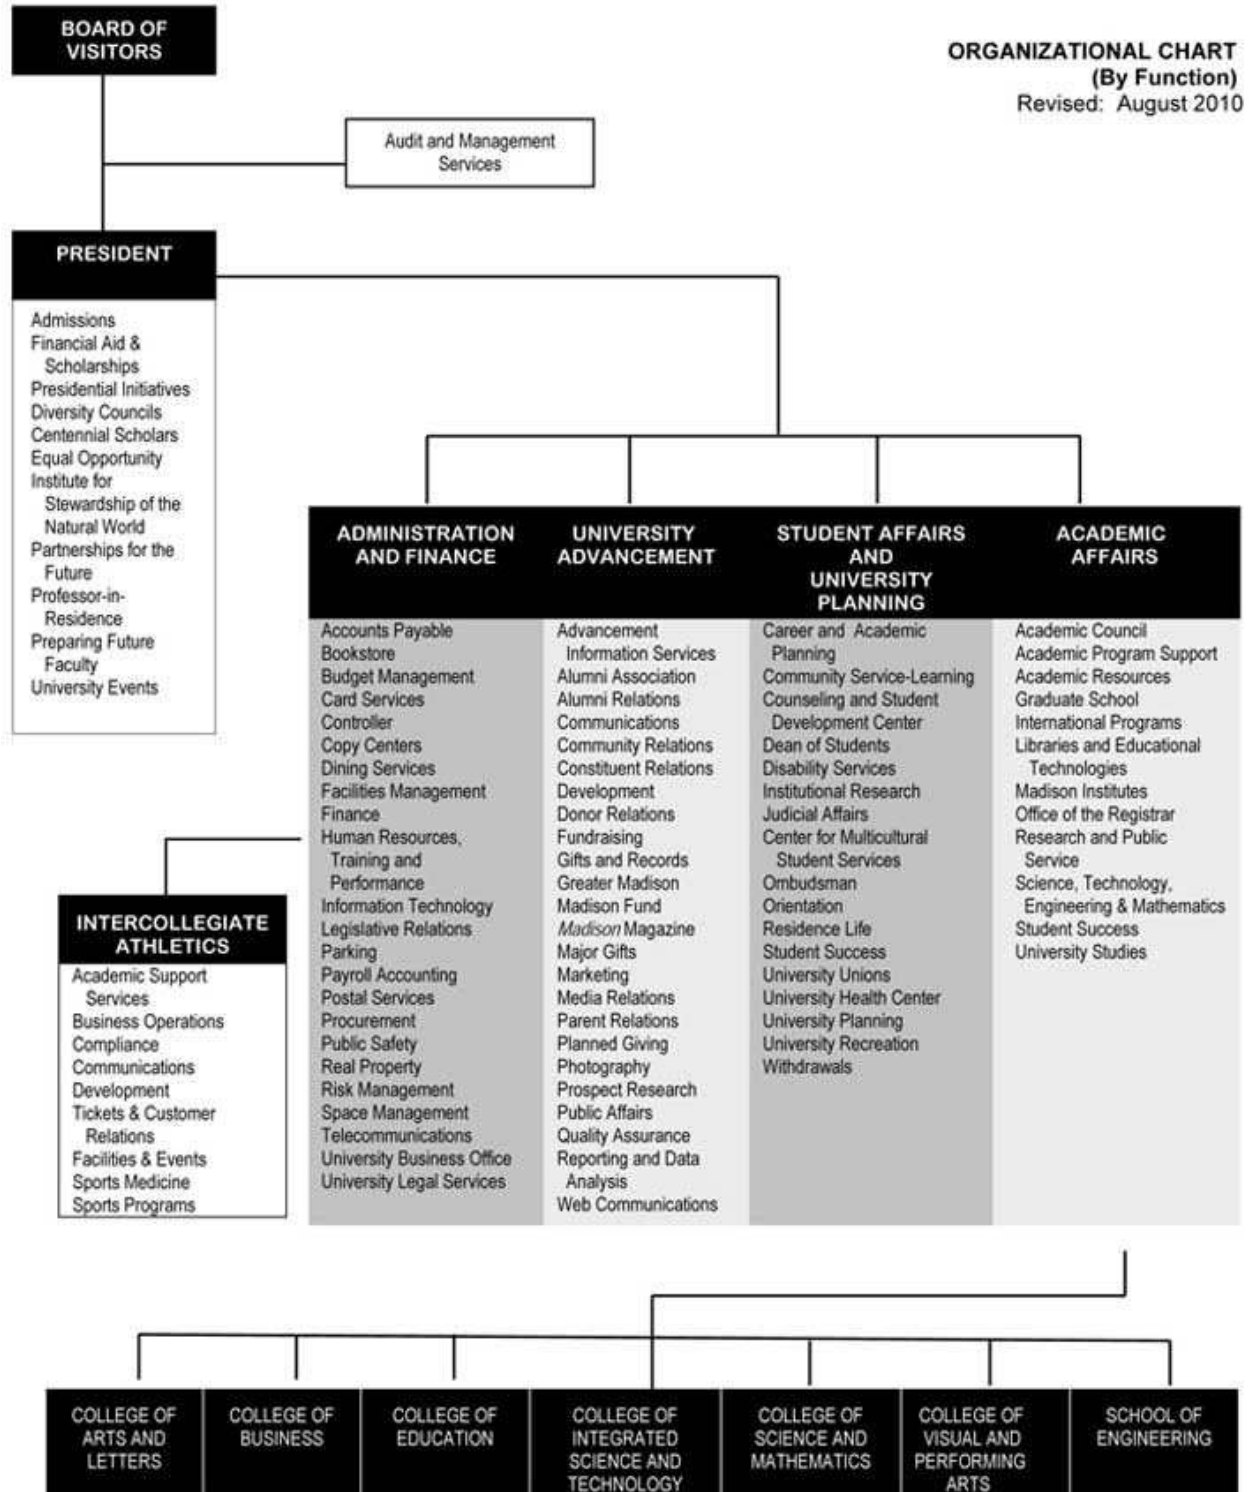 BOARD OF
VISITORS
ORGANIZATIONAL CHART
(By Function)
Revised: August 2010
Audit and Management
Services
PRESIDENT
Admissions
Financial Aid &
Scholarships
Presidential Initiatives
Diversity Councils
Centennial Scholars
Equal Opportunity
Institute for
Stewardship of the
Natural World
Partnerships for the
Future
Professor-in-
Residence
Preparing Future
Faculty
University Events
ADMINISTRATION
AND FINANCE
Accounts Payable
Bookstore
Budget Management
Card Services
Controller
Copy Centers
Dining Services
Facilities Management
Finance
Human Resources,
Training and
Performance
Information Technology
Legislative Relations
Parking
Payroll Accounting
Postal Services
Procurement
Public Safety
Real Property
Risk Management
Space Management
Telecommunications
University Business Office
University Legal Services
UNIVERSITY
ADVANCEMENT
Advancement
Information Services
Alumni Association
Alumni Relations
Communications
Community Relations
Constituent Relations
Development
Donor Relations
Fundraising
Gifts and Records
Greater Madison
Madison Fund
Madison Magazine
Major Gifts
Marketing
Media Relations
Parent Relations
Planned Giving
Photography
Prospect Research
Public Affairs
Quality Assurance
Reporting and Data
Analysis
Web Communications
STUDENT AFFAIRS
AND
UNIVERSITY
PLANNING
Career and Academic
Planning
Community Service-Learning
Counseling and Student
Development Center
Dean of Students
Disability Services
Institutional Research
Judicial Affairs
Center for Multicultural
Student Services
Ombudsman
Orientation
Residence Life
Student Success
University Unions
University Health Center
University Planning
University Recreation
Withdrawals
ACADEMIC
AFFAIRS
Academic Council
Academic Program Support
Academic Resources
Graduate School
International Programs
Libraries and Educational
Technologies
Madison Institutes
Office of the Registrar
Research and Public
Service
Science, Technology,
Engineering & Mathematics
Student Success
University Studies
INTERCOLLEGIATE
ATHLETICS
Academic Support
Services
Business Operations
Compliance
Communications
Development
Tickets & Customer
Relations
Facilities & Events
Sports Medicine
Sports Programs
COLLEGE OF
ARTS AND
LETTERS
COLLEGE OF
BUSINESS
COLLEGE OF
EDUCATION
COLLEGE OF
INTEGRATED
SCIENCE AND
TECHNOLOGY
COLLEGE OF
SCIENCE AND
MATHEMATICS
COLLEGE OF
VISUAL AND
PERFORMING
ARTS
SCHOOL OF
ENGINEERING